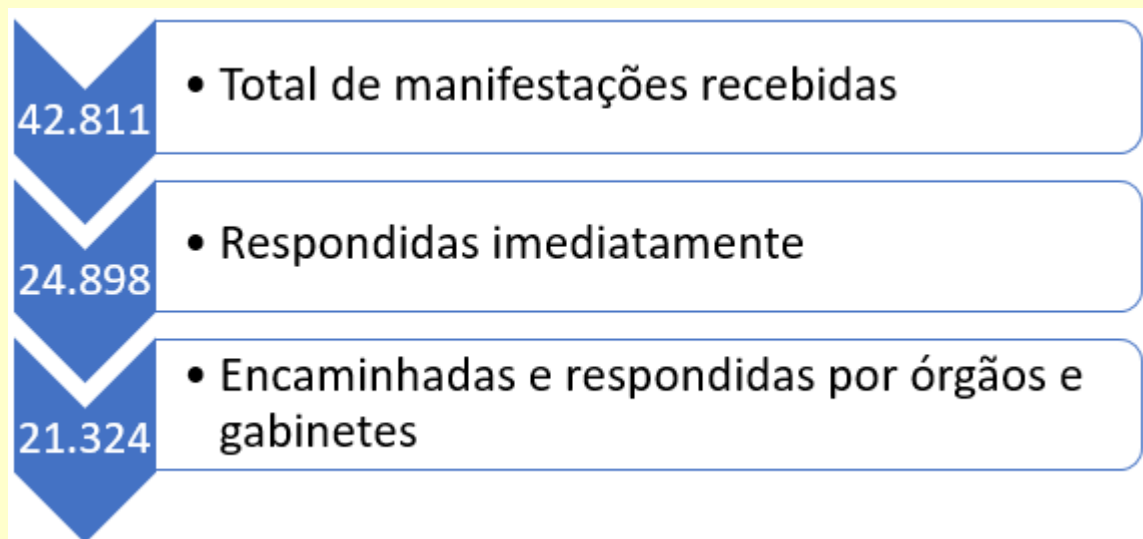 42.811
• Total de manifestações recebidas
24.898
• Respondidas imediatamente
21.324
• Encaminhadas e respondidas por órgãos e
gabinetes